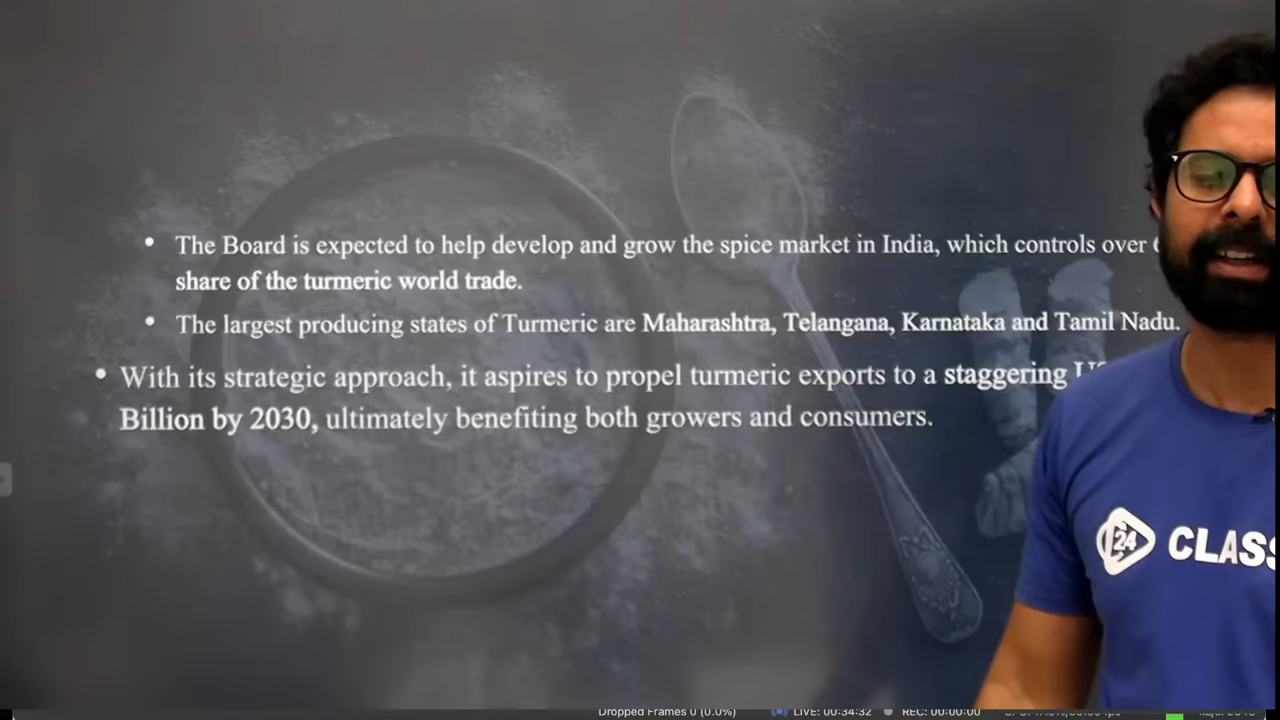 • The Board is expected to help develop and grow the spice market in India, which controls over
share of the turmeric world trade.
• The largest producing states of Turmeric are Maharashtra, Telangana, Karnataka and Tamil Nadu.
• With its strategic approach, it aspires to propel turmeric exports to a staggering
Billion by 2030, ultimately benefiting both growers and consumers.
24 CLASS
Dropped Frames 0 (0.0%) LIVE: 00:34:32 REC: 00:00:00